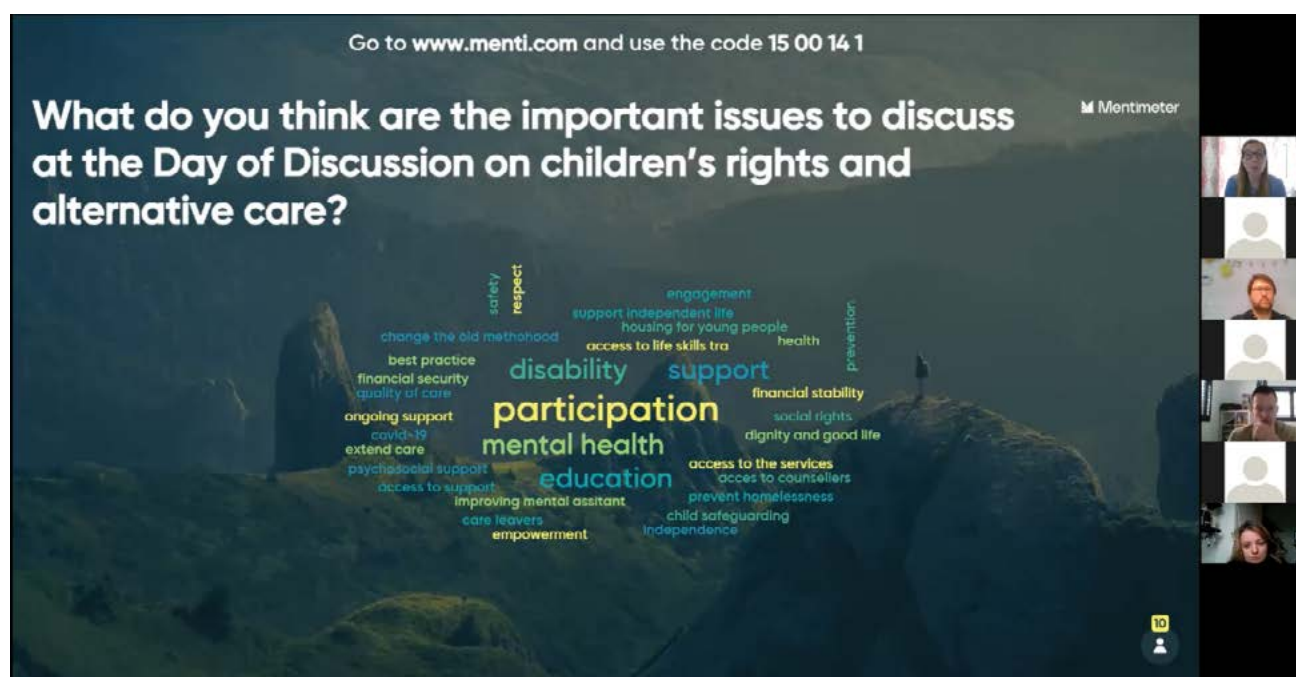 Go to www.menti.com and use the code 15 00 14 1
What do you think are the important issues to discuss
at the Day of Discussion on children's rights and
alternative care?
Mentimeter
safety
respect
engagement
support independent life
housing for young people
prevention
change the old methohood
access to life skills tra
health
best practice
disability
support
financial security
quality of care
financial stability
participation
ongoing support
social rights
covid-19
dignity and good life
extend care
mental health
psychosocial support
access to the services
access to support
education
acces to counsellers
improving mental assitant
prevent homelessness
care leavers
child safeguarding
empowerment
independence
10